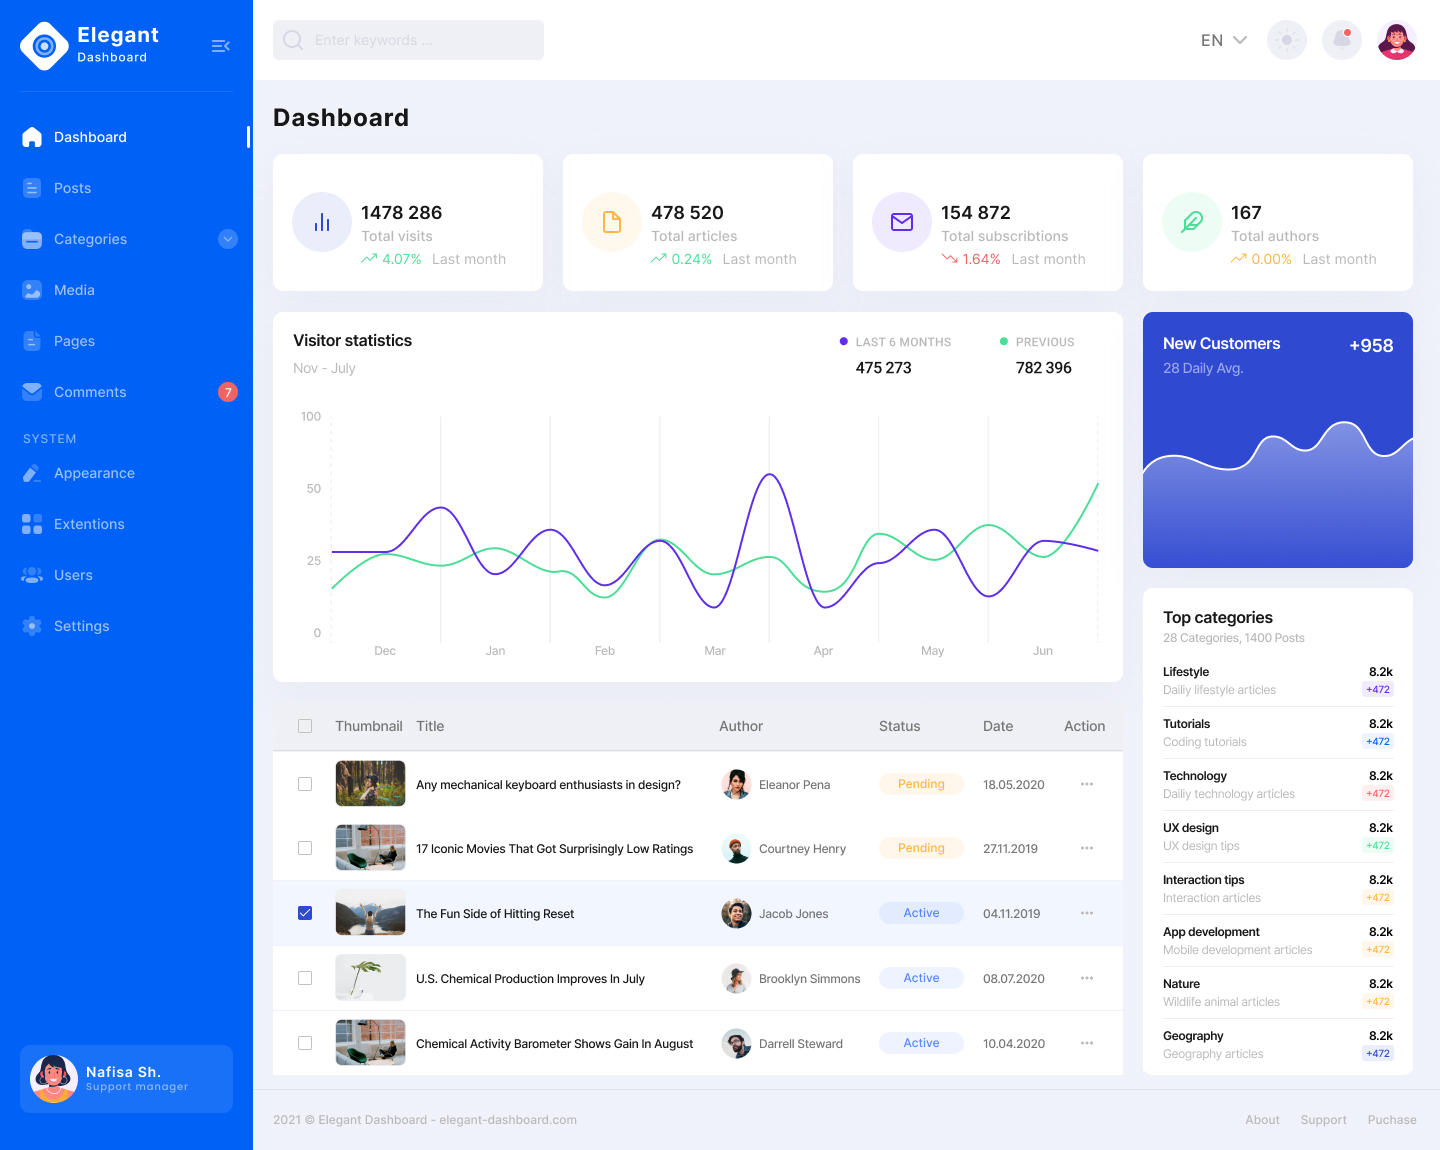 Elegant
Dashboard
Dashboard
Posts
Categories
Media
Pages
Comments
7
SYSTEM
Appearance
Extentions
Users
Settings
Nafisa Sh.
Support manager
Enter keywords ...
EN
Dashboard
1478 286
Total visits
4.07% Last month
478 520
Total articles
0.24% Last month
154 872
Total subscribtions
1.64% Last month
167
Total authors
0.00% Last month
Visitor statistics
Nov - July
LAST 6 MONTHS
475 273
PREVIOUS
782 396
100
50
25
0
Dec Jan Feb Mar Apr May Jun
New Customers
+958
28 Daily Avg.
Thumbnail Title Author Status Date Action
Any mechanical keyboard enthusiasts in design? Eleanor Pena Pending 18.05.2020
17 Iconic Movies That Got Surprisingly Low Ratings Courtney Henry Pending 27.11.2019
The Fun Side of Hitting Reset Jacob Jones Active 04.11.2019
U.S. Chemical Production Improves In July Brooklyn Simmons Active 08.07.2020
Chemical Activity Barometer Shows Gain In August Darrell Steward Active 10.04.2020
Top categories
28 Categories, 1400 Posts
Lifestyle 8.2k
Dailiy lifestyle articles +472
Tutorials 8.2k
Coding tutorials +472
Technology 8.2k
Dailiy technology articles +472
UX design 8.2k
UX design tips +472
Interaction tips 8.2k
Interaction articles +472
App development 8.2k
Mobile development articles +472
Nature 8.2k
Wildlife animal articles +472
Geography 8.2k
Geography articles +472
2021 © Elegant Dashboard - elegant-dashboard.com
About Support Puchase